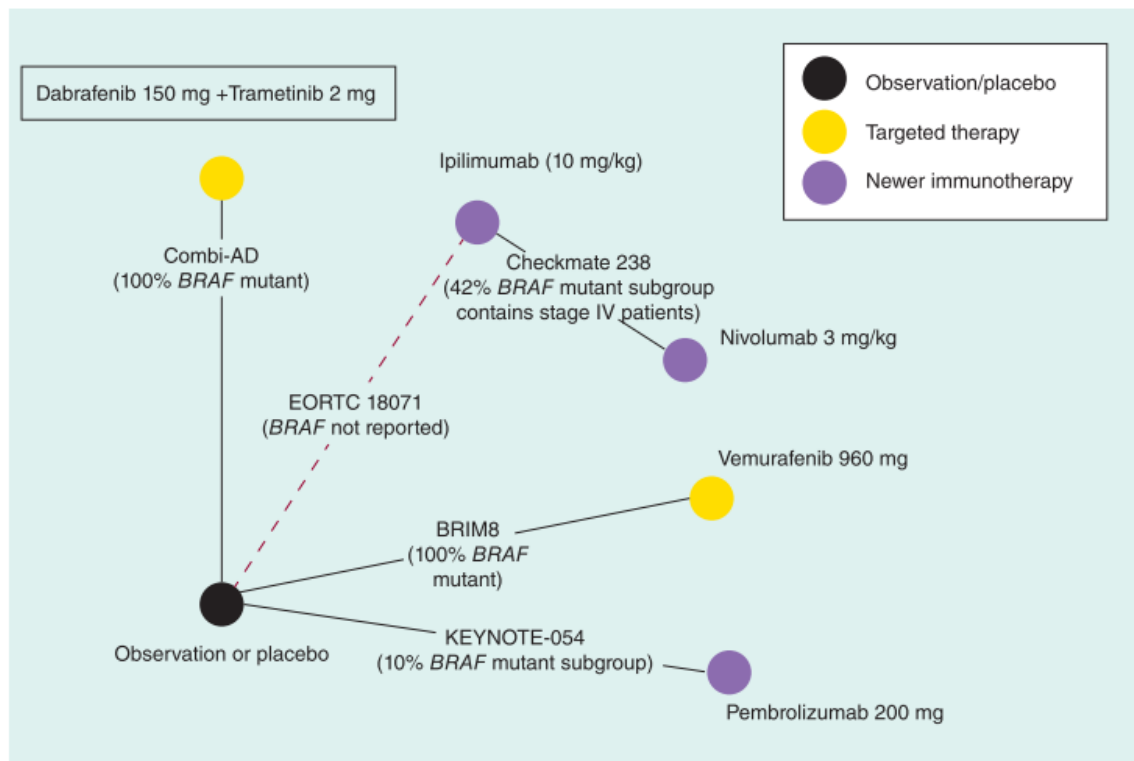 Dabrafenib 150 mg +Trametinib 2 mg
Observation/placebo
Targeted therapy
Newer immunotherapy
Ipilimumab (10 mg/kg)
Combi-AD
(100% BRAF mutant)
Checkmate 238
(42% BRAF mutant subgroup
contains stage IV patients)
Nivolumab 3 mg/kg
EORTC 18071
(BRAF not reported)
Vemurafenib 960 mg
BRIM8
(100% BRAF
mutant)
Observation or placebo
KEYNOTE-054
(10% BRAF mutant subgroup)
Pembrolizumab 200 mg